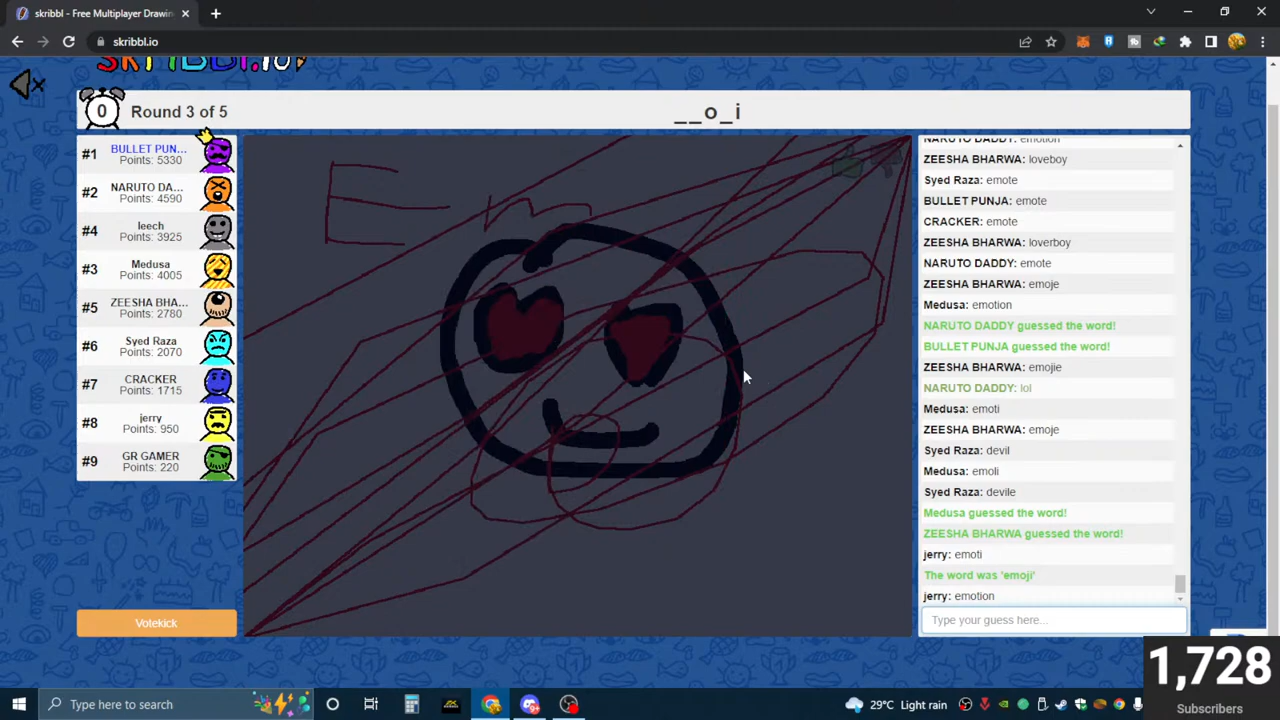 skribbl - Free Multiplayer Drawin
skribbl.io
skribbl.io
0
Round 3 of 5
__o_i
#1
BULLET PUN...
Points: 5330
#2
NARUTO DA...
Points: 4590
#4
leech
Points: 3925
#3
Medusa
Points: 4005
#5
ZEESHA BHA...
Points: 2780
#6
Syed Raza
Points: 2070
#7
CRACKER
Points: 1715
#8
jerry
Points: 950
#9
GR GAMER
Points: 220
Votekick
E m
NARUTO DADDY: emotion
ZEESHA BHARWA: loveboy
Syed Raza: emote
BULLET PUNJA: emote
CRACKER: emote
ZEESHA BHARWA: loverboy
NARUTO DADDY: emote
ZEESHA BHARWA: emoje
Medusa: emotion
NARUTO DADDY guessed the word!
BULLET PUNJA guessed the word!
ZEESHA BHARWA: emojie
NARUTO DADDY: lol
Medusa: emoti
ZEESHA BHARWA: emoje
Syed Raza: devil
Medusa: emoli
Syed Raza: devile
Medusa guessed the word!
ZEESHA BHARWA guessed the word!
jerry: emoti
The word was 'emoji'
jerry: emotion
Type your guess here...
1,728
Subscribers
Type here to search
29°C Light rain